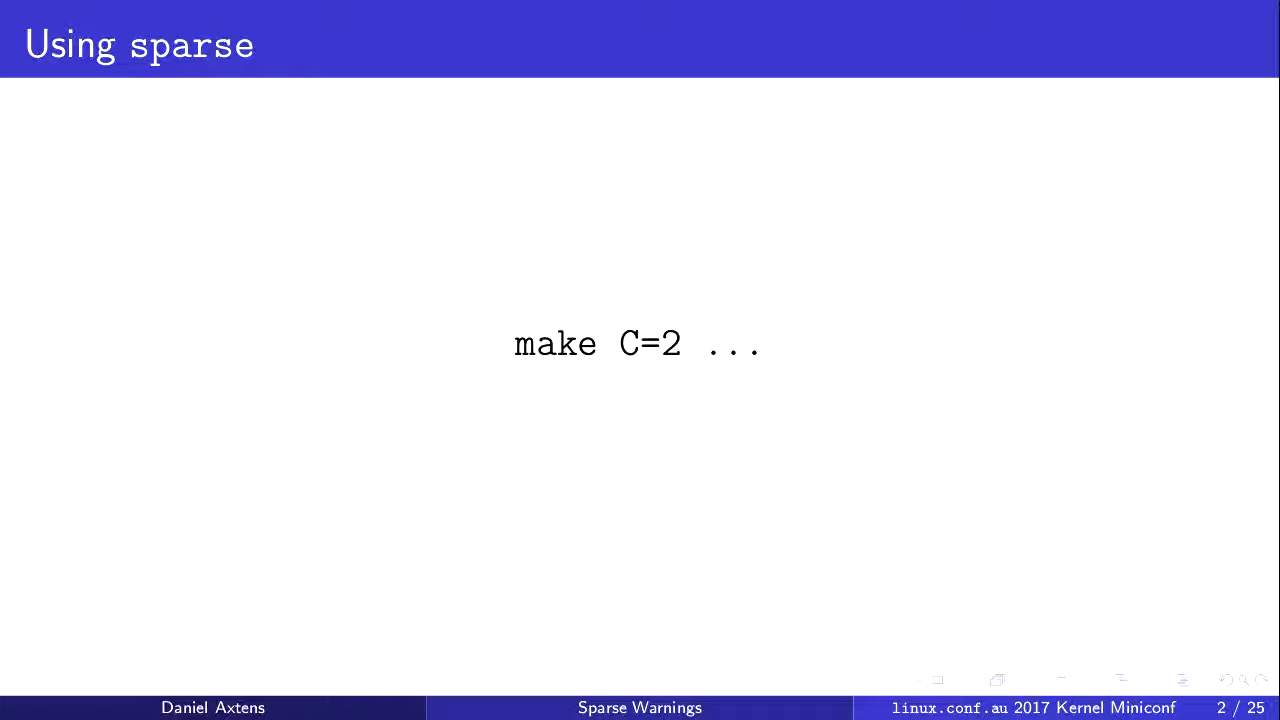 Using sparse
make C=2 ...
Daniel Axtens
Sparse Warnings
linux.conf.au 2017 Kernel Miniconf
2 / 25